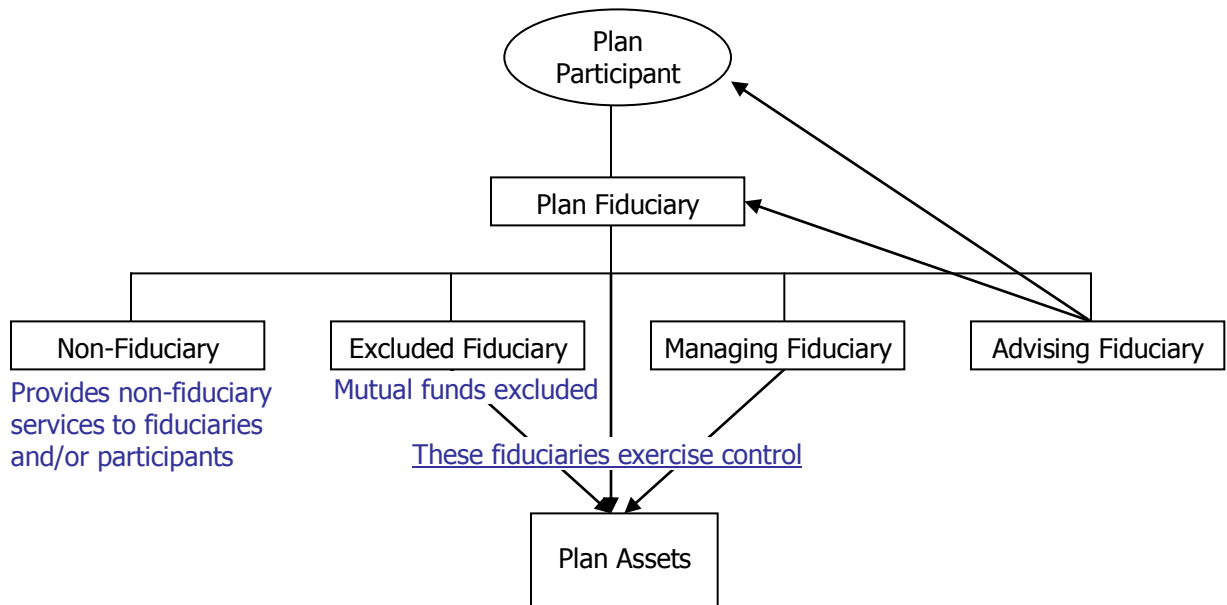 Plan
Participant
Plan Fiduciary
Non-Fiduciary
Excluded Fiduciary
Managing Fiduciary
Advising Fiduciary
Provides non-fiduciary
services to fiduciaries
and/or participants
Mutual funds excluded
These fiduciaries exercise control
Plan Assets